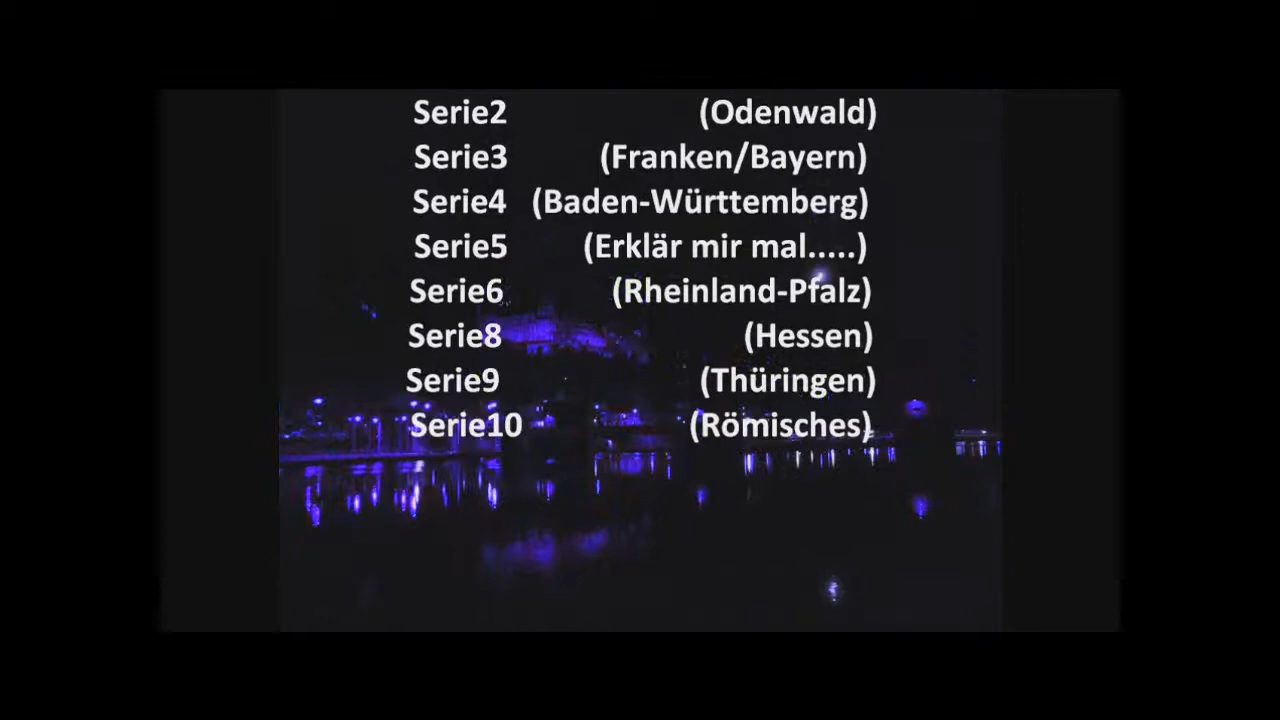 Serie2 (Odenwald)
Serie3 (Franken/Bayern)
Serie4 (Baden-Württemberg)
Serie5 (Erklär mir mal.....)
Serie6 (Rheinland-Pfalz)
Serie8 (Hessen)
Serie9 (Thüringen)
Serie10 (Römisches)